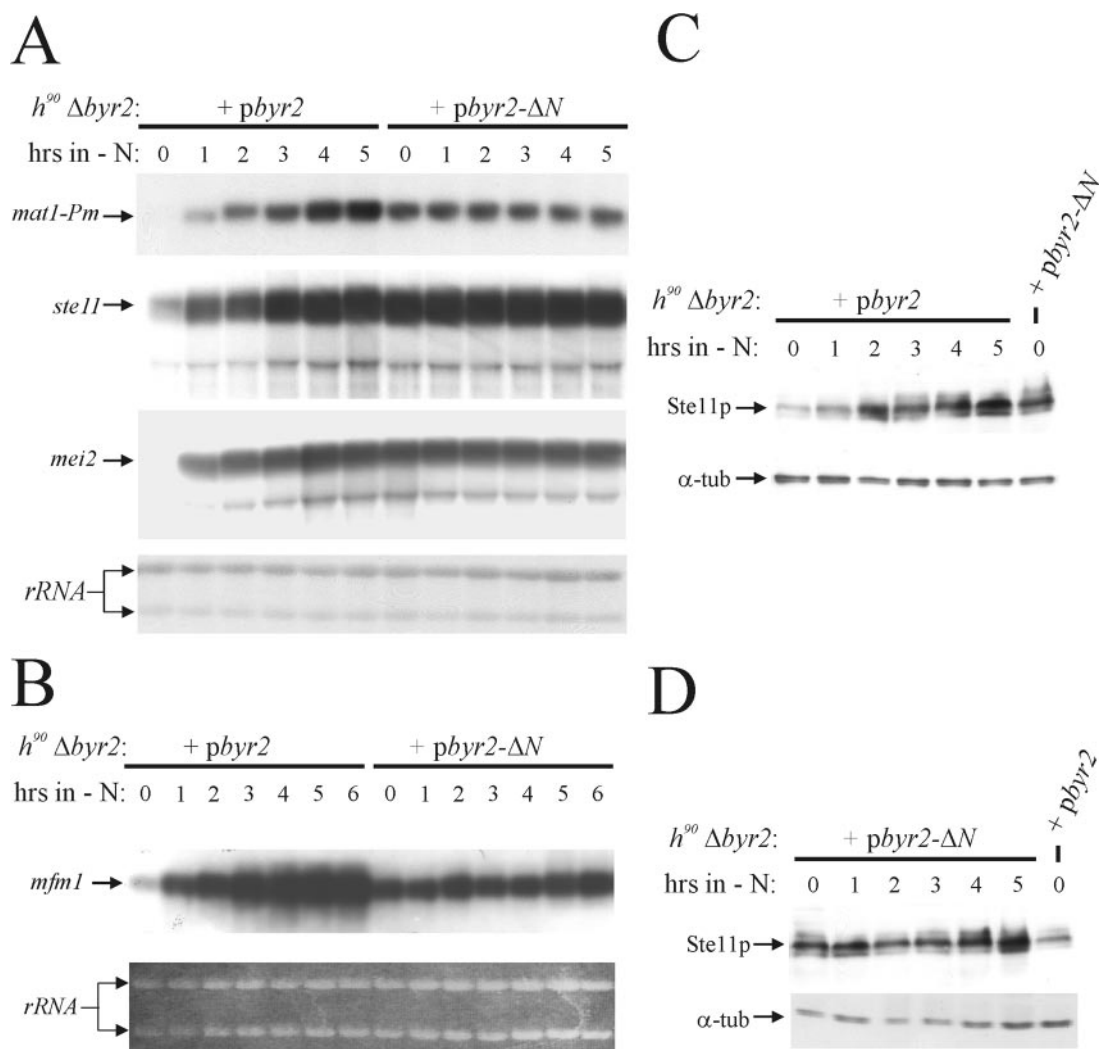 A
h⁹⁰ Δbyr2: + pbyr2 + pbyr2-ΔN
hrs in - N: 0 1 2 3 4 5 0 1 2 3 4 5
mat1-Pm
ste11
mei2
rRNA
B
h⁹⁰ Δbyr2: + pbyr2 + pbyr2-ΔN
hrs in - N: 0 1 2 3 4 5 6 0 1 2 3 4 5 6
mfm1
rRNA
C
+ pbyr2-ΔN
h⁹⁰ Δbyr2: + pbyr2
hrs in - N: 0 1 2 3 4 5 0
Ste11p
α-tub
D
+ pbyr2
h⁹⁰ Δbyr2: + pbyr2-ΔN
hrs in - N: 0 1 2 3 4 5 0
Ste11p
α-tub